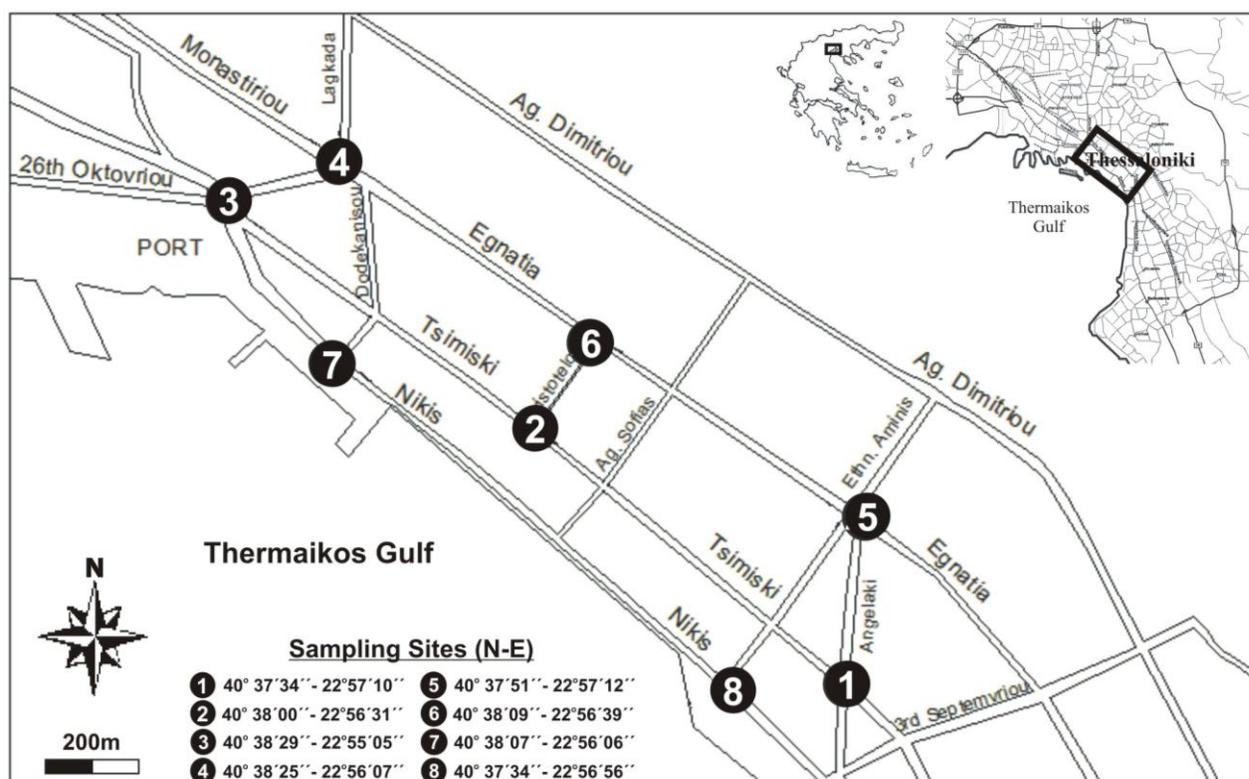 Monastiriou
Lagkada
Ag. Dimitriou
26th Oktovriou
4
3
PORT
Dodekanisou
Egnatia
Tsimiski
6
7
istotelo
Nikis
2
Ag. Sofias
Ag. Dimitriou
Ethn. Aminis
5
Egnatia
Tsimiski
Angelaki
Nikis
8
1
3rd Septemvriou
Thessaloniki
Thermaikos
Gulf
Thermaikos Gulf
N
200m
Sampling Sites (N-E)
1 40° 37´34´´- 22°57´10´´
2 40° 38´00´´- 22°56´31´´
3 40° 38´29´´- 22°55´05´´
4 40° 38´25´´- 22°56´07´´
5 40° 37´51´´- 22°57´12´´
6 40° 38´09´´- 22°56´39´´
7 40° 38´07´´- 22°56´06´´
8 40° 37´34´´- 22°56´56´´